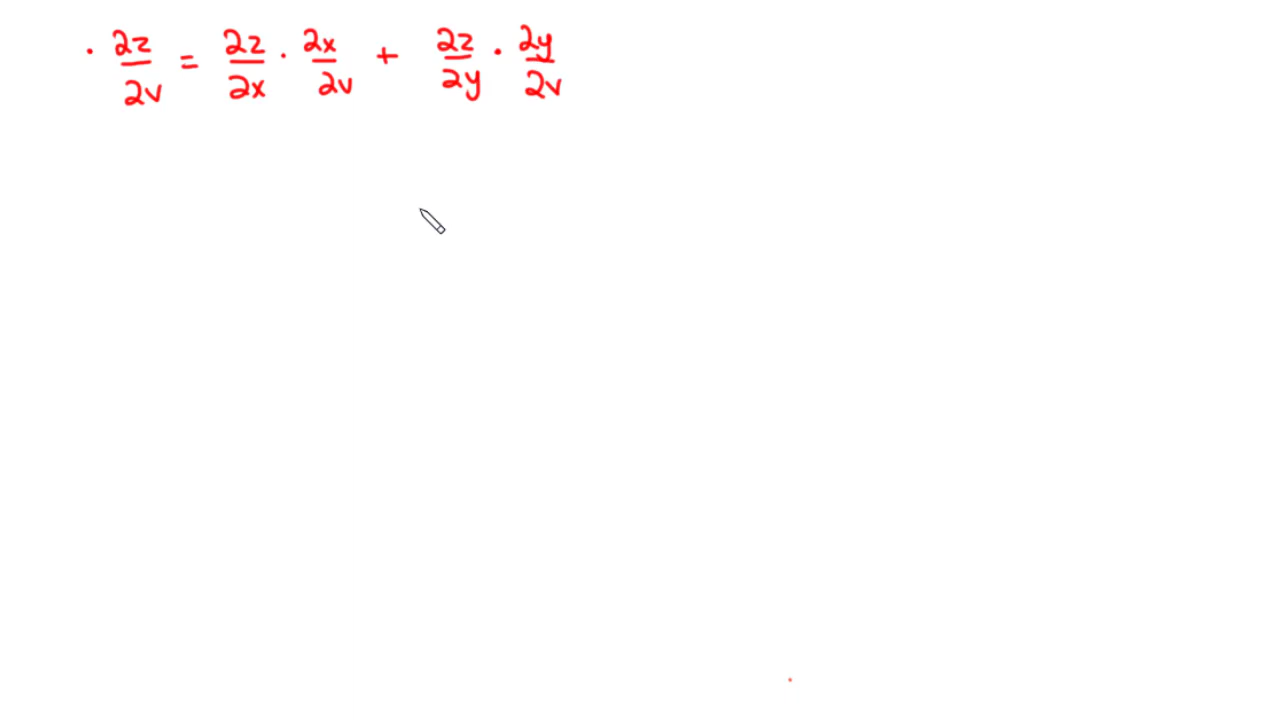 · ∂z/∂v = ∂z/∂x · ∂x/∂v + ∂z/∂y · ∂y/∂v